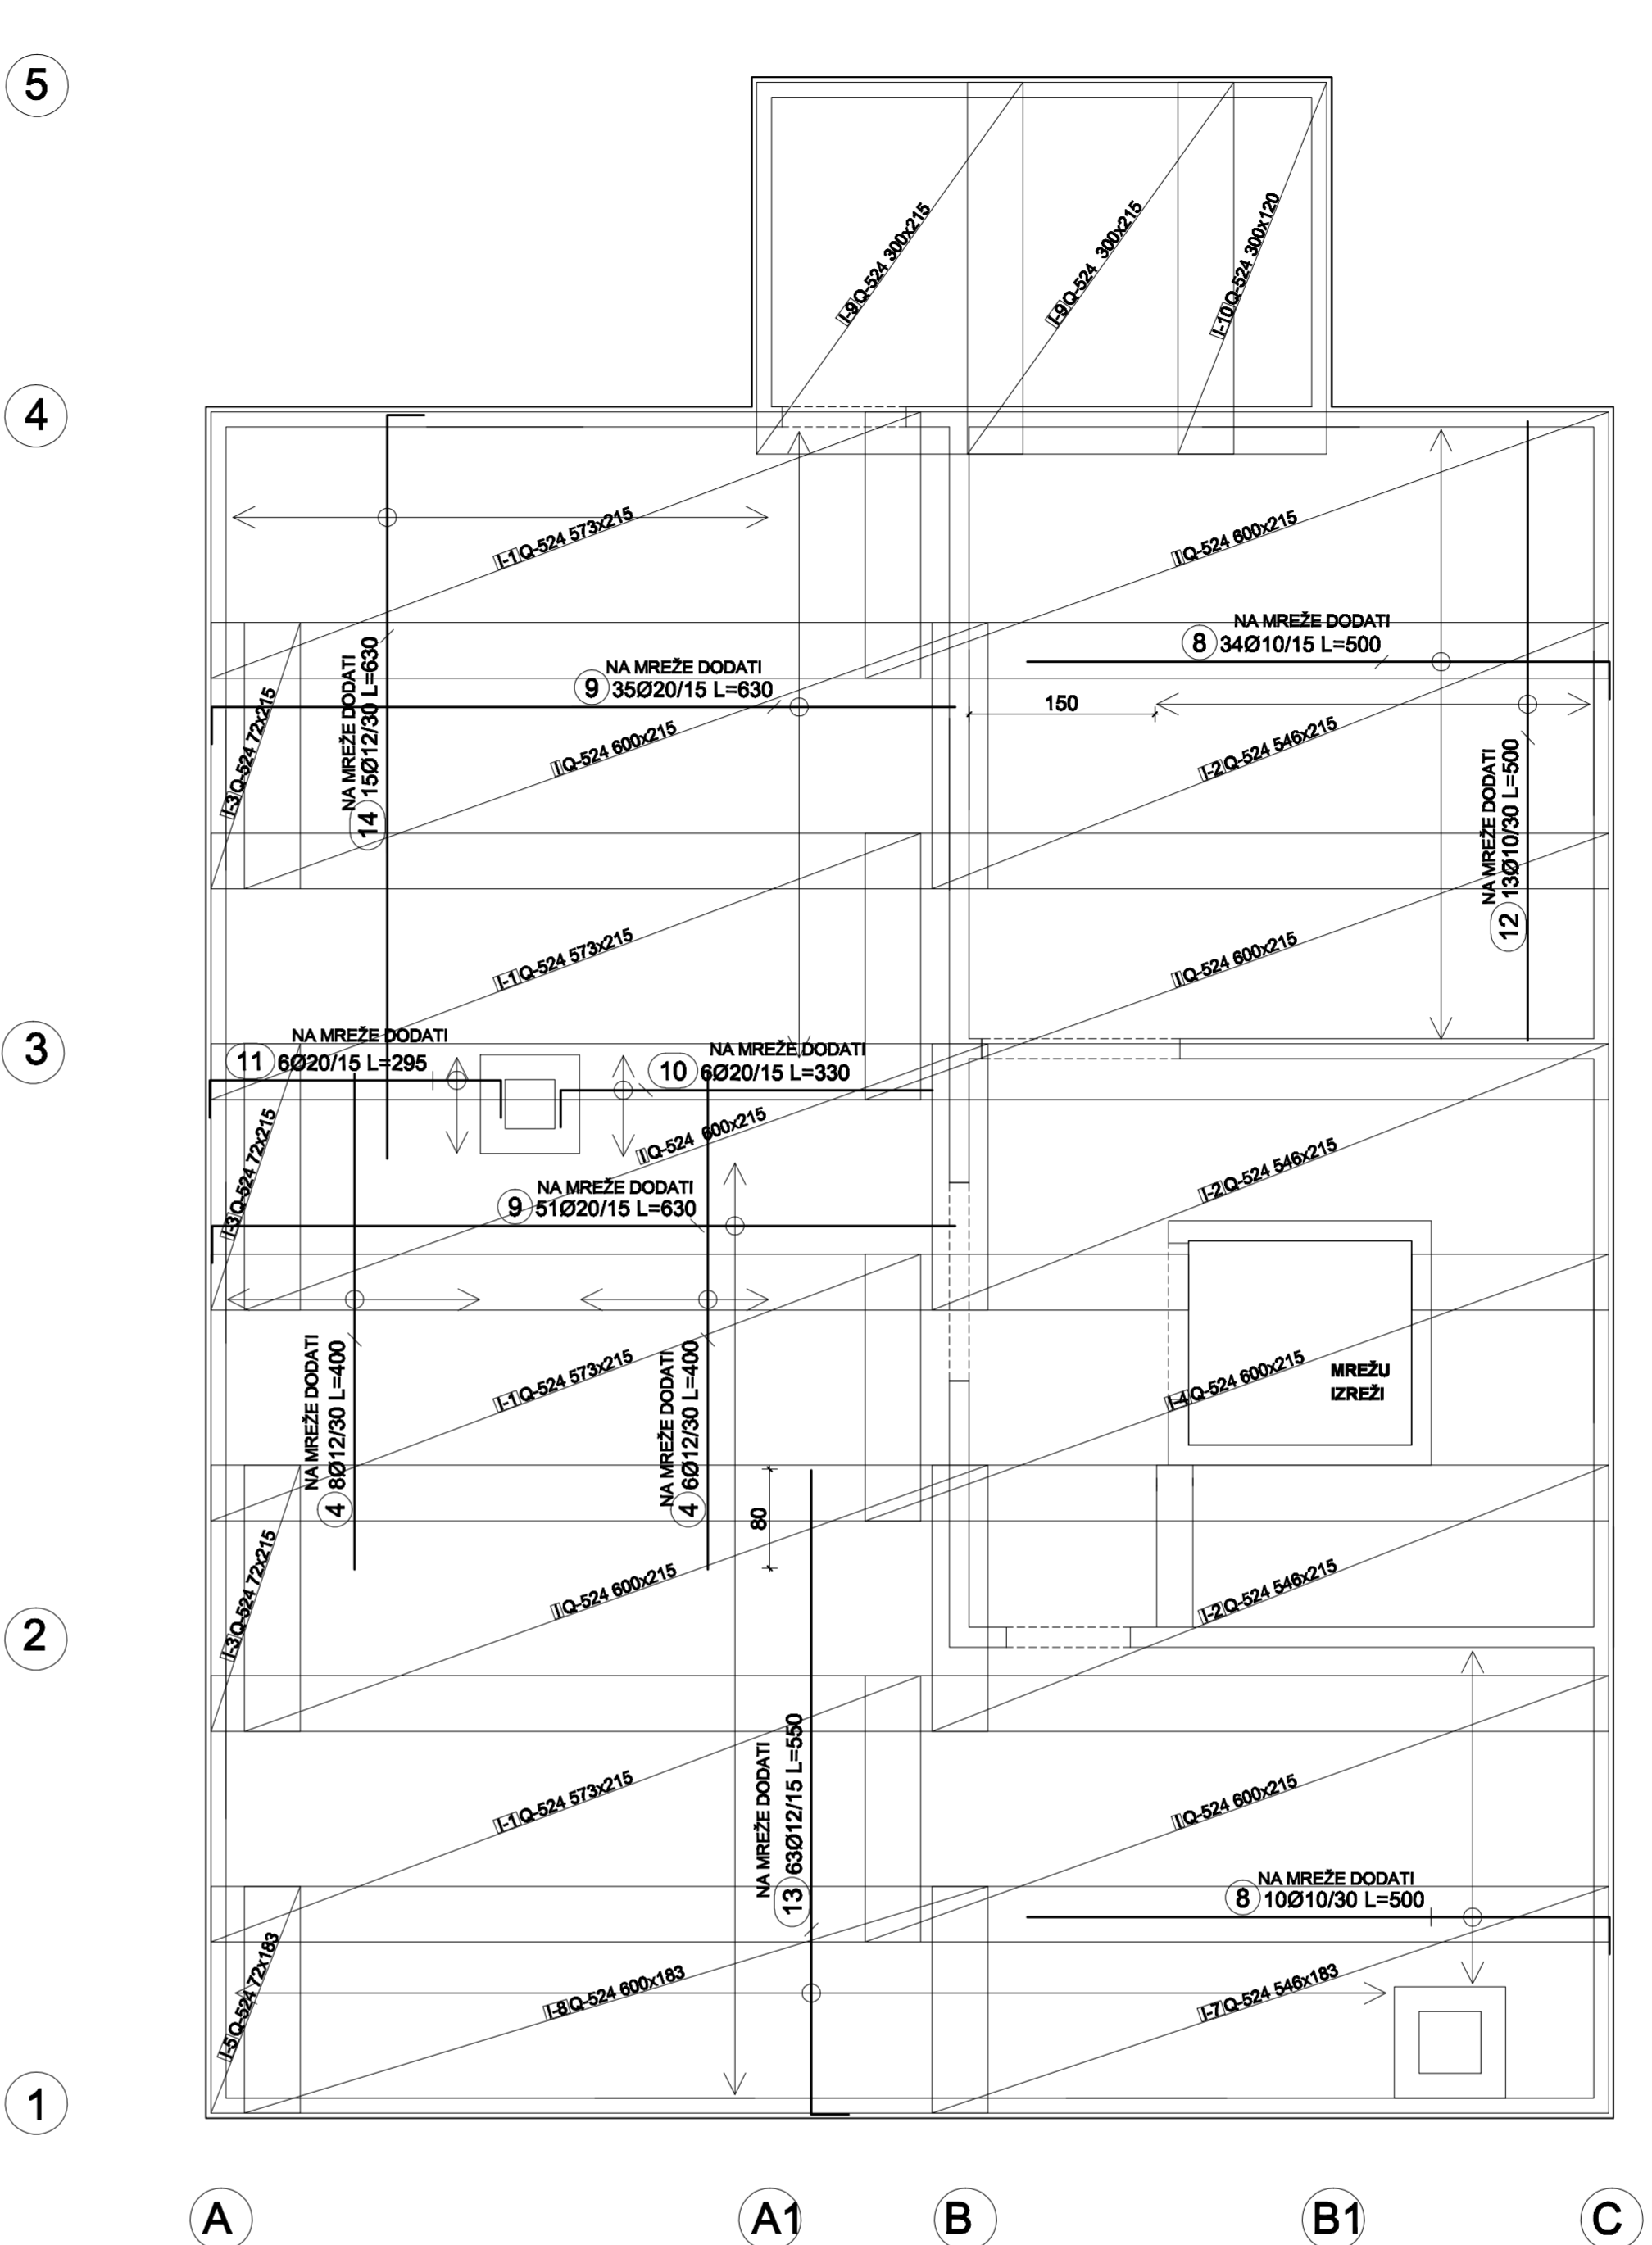 5
I-9 Q-524 300x215
I-9 Q-524 300x215
I-10 Q-524 300x120
4
I-1 Q-524 573x215
I Q-524 600x215
NA MREŽE DODATI
8 34Ø10/15 L=500
NA MREŽE DODATI
9 35Ø20/15 L=630
NA MREŽE DODATI
14 15Ø12/30 L=630
150
I-3 Q-524 72x215
I Q-524 600x215
I-2 Q-524 546x215
NA MREŽE DODATI
12 13Ø10/30 L=500
I-1 Q-524 573x215
I Q-524 600x215
3
NA MREŽE DODATI
11 6Ø20/15 L=295
NA MREŽE DODATI
10 6Ø20/15 L=330
I-3 Q-524 72x215
I Q-524 600x215
I-2 Q-524 546x215
NA MREŽE DODATI
9 51Ø20/15 L=630
NA MREŽE DODATI
4 8Ø12/30 L=400
I-1 Q-524 573x215
NA MREŽE DODATI
4 6Ø12/30 L=400
I-4 Q-524 600x215
MREŽU
IZREŽI
80
2
I-3 Q-524 72x215
I Q-524 600x215
I-2 Q-524 546x215
I-1 Q-524 573x215
NA MREŽE DODATI
13 63Ø12/15 L=550
I Q-524 600x215
NA MREŽE DODATI
8 10Ø10/30 L=500
I-5 Q-524 72x183
I-8 Q-524 600x183
I-7 Q-524 546x183
1
A A1 B B1 C